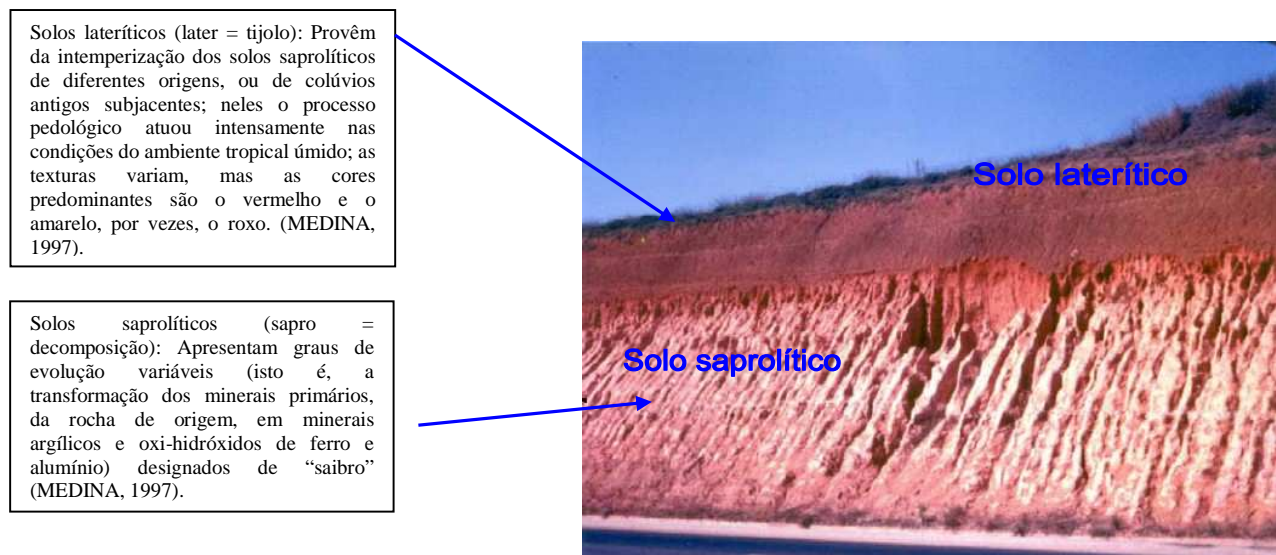 Solos lateríticos (later = tijolo): Provêm
da intemperização dos solos saprolíticos
de diferentes origens, ou de colúvios
antigos subjacentes; neles o processo
pedológico atuou intensamente nas
condições do ambiente tropical úmido; as
texturas variam, mas as cores
predominantes são o vermelho e o
amarelo, por vezes, o roxo. (MEDINA,
1997).
Solos saprolíticos (sapro =
decomposição): Apresentam graus de
evolução variáveis (isto é, a
transformação dos minerais primários,
da rocha de origem, em minerais
argílicos e oxi-hidróxidos de ferro e
alumínio) designados de “saibro”
(MEDINA, 1997).
Solo laterítico
Solo saprolítico